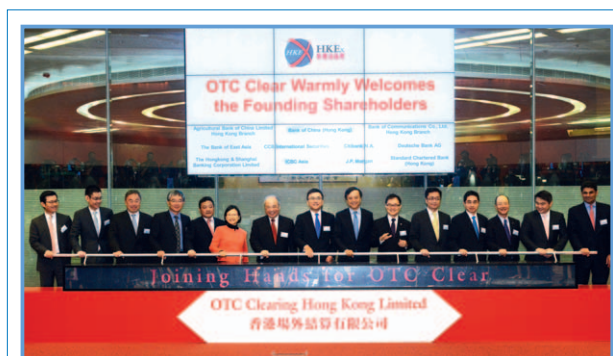 HKEx
香港交易所
OTC Clear Warmly Welcomes
the Founding Shareholders
Agricultural Bank of China Limited
Hong Kong Branch
Bank of China (Hong Kong)
Bank of Communications Co., Ltd.
Hong Kong Branch
The Bank of East Asia
International Securities
Citibank N.A.
Deutsche Bank AG
The Hongkong & Shanghai
Banking Corporation Limited
ICBC Asia
J.P. Morgan
Standard Chartered Bank
(Hong Kong)
Joining Hands for OTC Clear
OTC Clearing Hong Kong Limited
香港場外結算有限公司